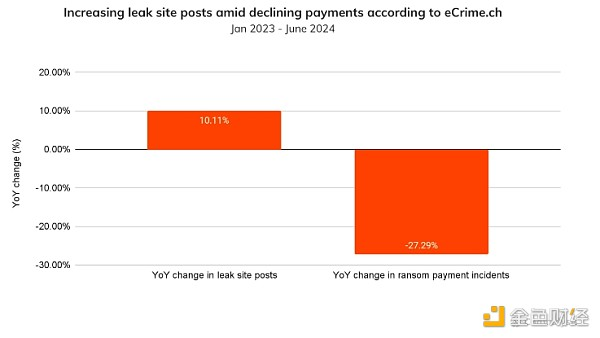 Increasing leak site posts amid declining payments according to eCrime.ch
Jan 2023 - June 2024
YoY change (%)
20.00%
10.00%
0.00%
-10.00%
-20.00%
-30.00%
10.11%
-27.29%
YoY change in leak site posts
YoY change in ransom payment incidents
金色财经